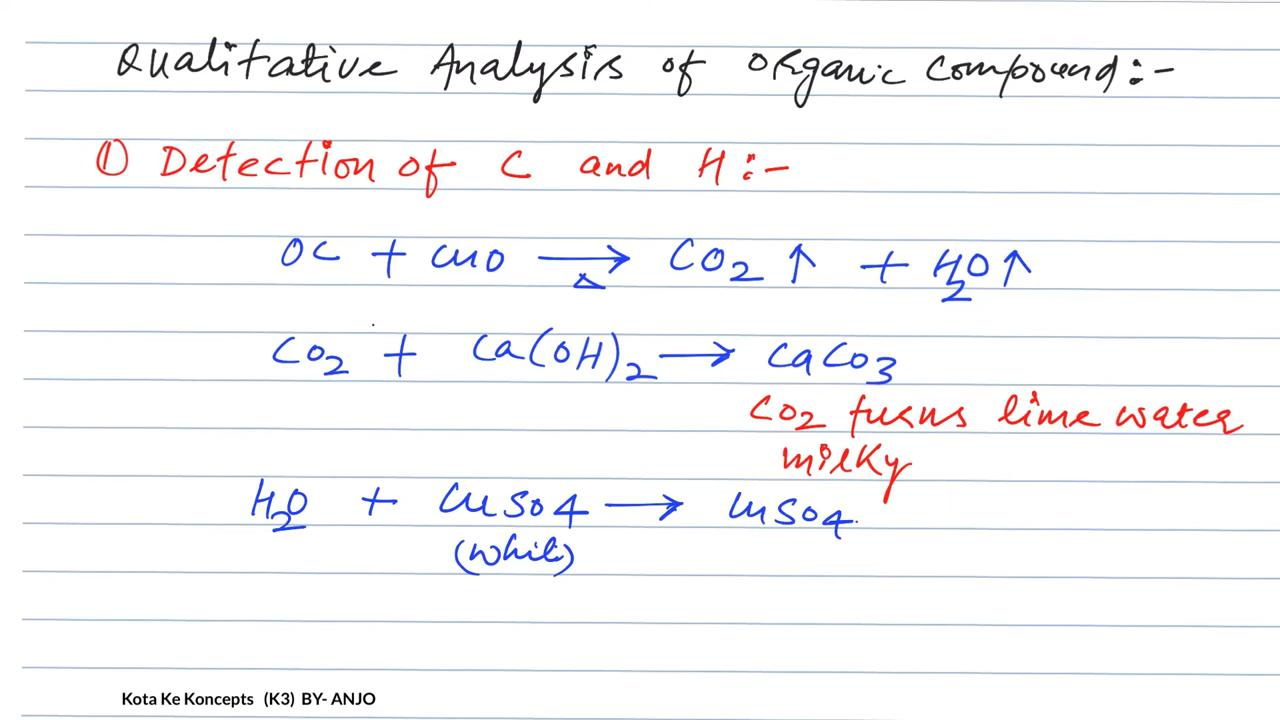 Qualitative Analysis of Organic Compound:-
① Detection of C and H:-
OC + CuO ⟶ CO2 ↑ + H2O ↑
Δ
CO2 + Ca(OH)2 ⟶ CaCO3
CO2 turns lime water
milky
H2O + CuSO4 ⟶ CuSO4.
(White)
Kota Ke Koncepts (K3) BY- ANJO